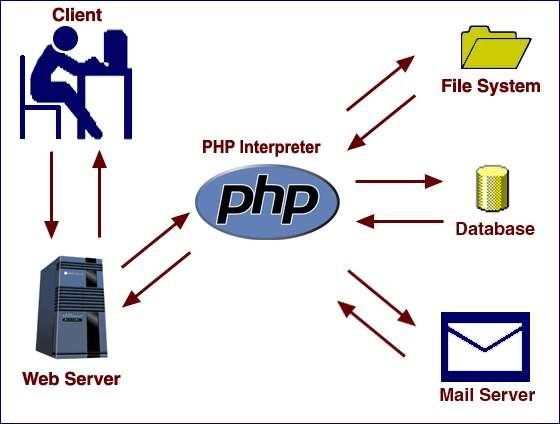 Client
File System
PHP Interpreter
php
Database
Web Server
Mail Server